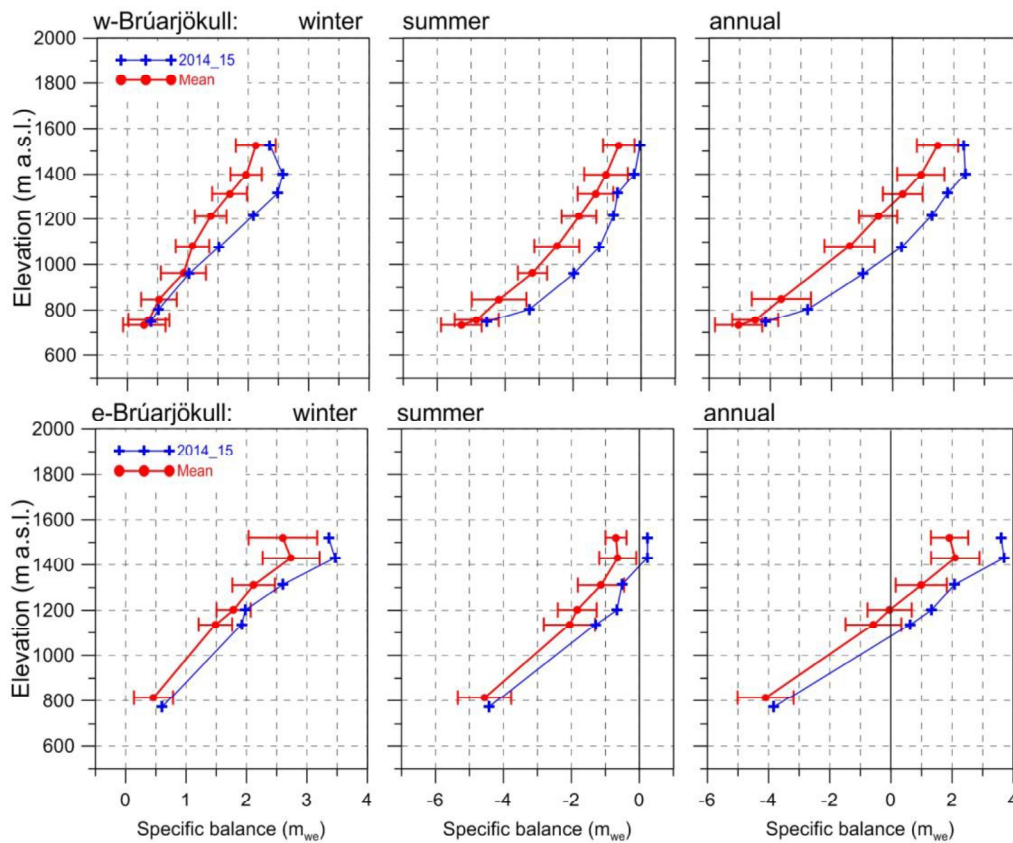 w-Brúarjökull: winter summer annual
2000
1800
1600
1400
1200
1000
800
600
Elevation (m a.s.l.)
2014_15
Mean
0 1 2 3 4
-6 -4 -2 0
-4 -2 0 2 4
e-Brúarjökull: winter summer annual
2000
1800
1600
1400
1200
1000
800
600
Elevation (m a.s.l.)
2014_15
Mean
0 1 2 3 4
-6 -4 -2 0
-6 -4 -2 0 2 4
Specific balance (mwe) Specific balance (mwe) Specific balance (mwe)